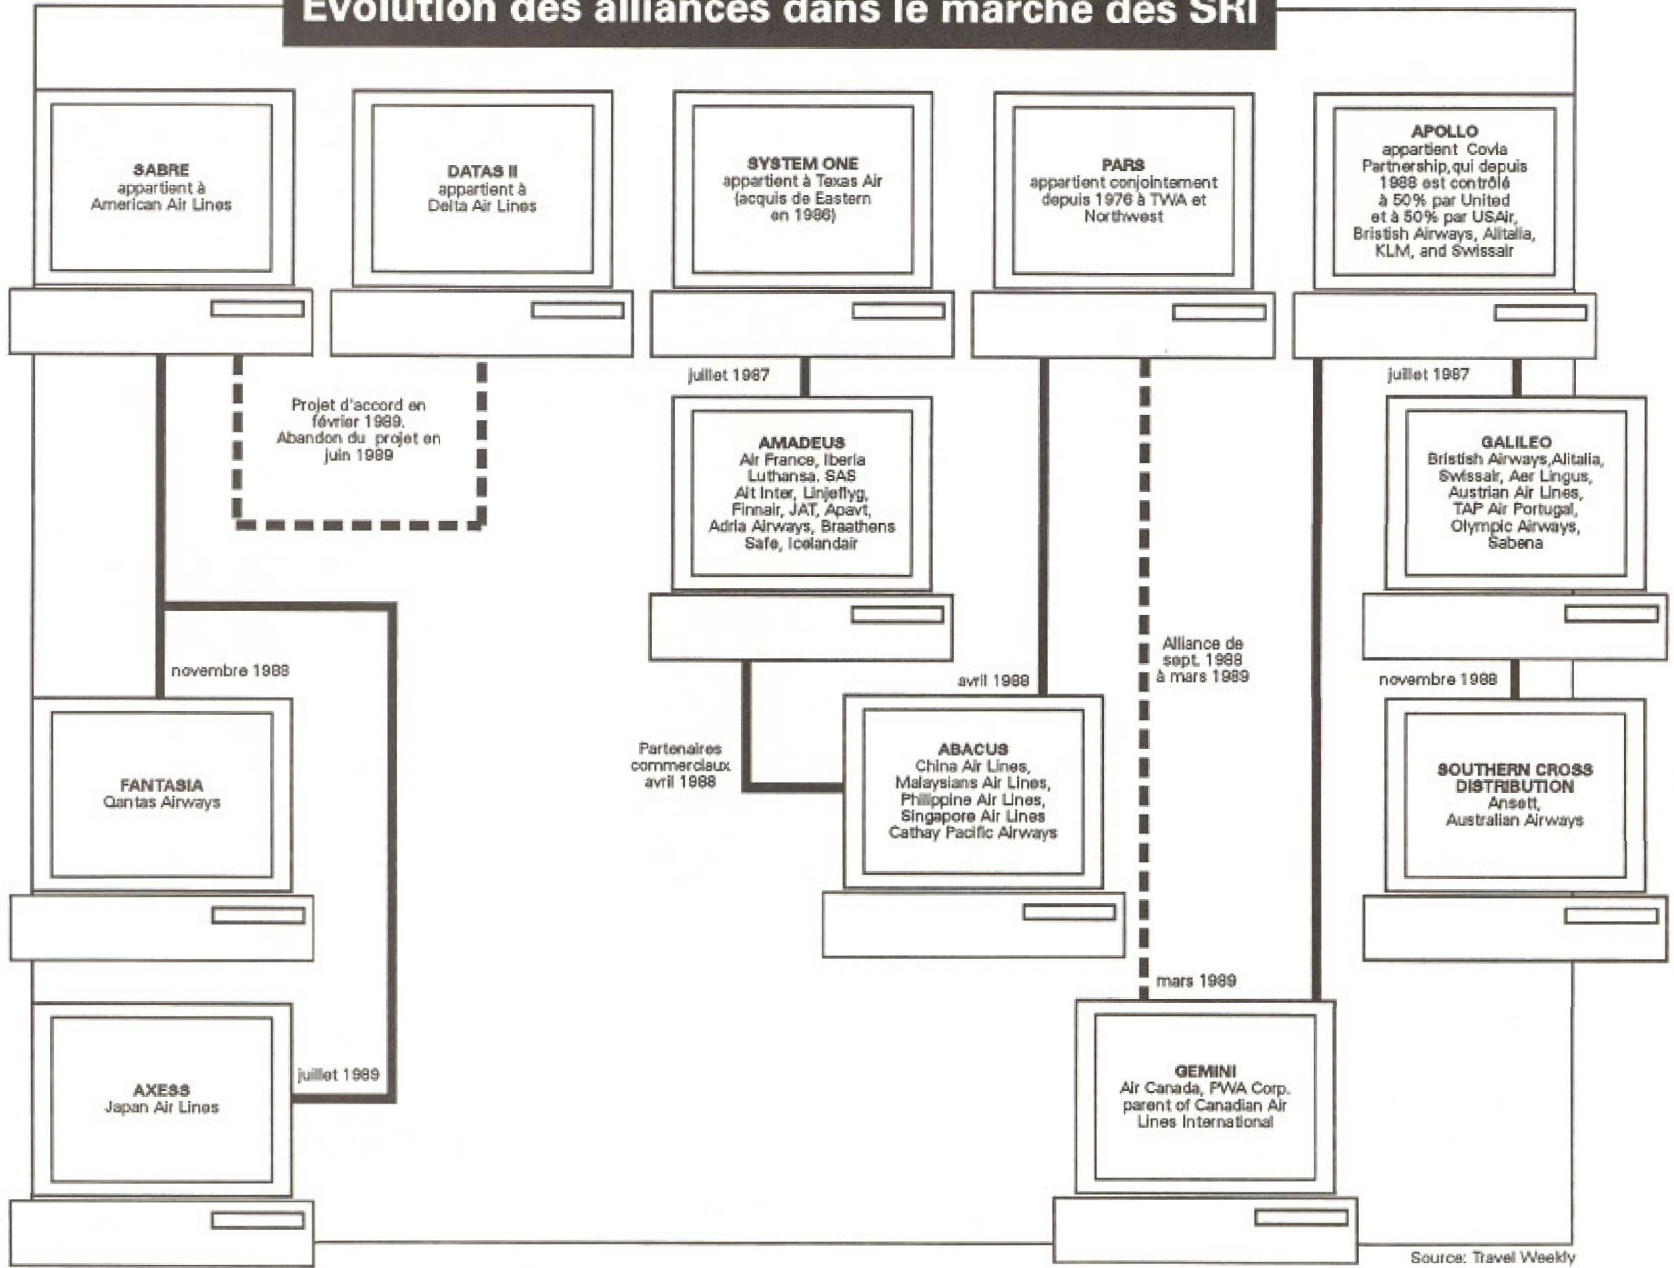 Evolution des alliances dans le marché des SRI
SABRE
appartient à
American Air Lines
DATAS II
appartient à
Delta Air Lines
SYSTEM ONE
appartient à Texas Air
(acquis de Eastern
en 1986)
PARS
appartient conjointement
depuis 1976 à TWA et
Northwest
APOLLO
appartient Covia
Partnership,qui depuis
1988 est contrôlé
à 50% par United
et à 50% par USAir,
Bristish Airways, Alitalia,
KLM, and Swissair
Projet d'accord en
février 1989.
Abandon du projet en
juin 1989
juillet 1987
AMADEUS
Air France, Iberia
Luthansa. SAS
Ait Inter, Linjeflyg,
Finnair, JAT, Apavt,
Adria Airways, Braathens
Safe, Icelandair
juillet 1987
GALILEO
Bristish Airways,Alitalia,
Swissair, Aer Lingus,
Austrian Air Lines,
TAP Air Portugal,
Olympic Airways,
Sabena
novembre 1988
FANTASIA
Qantas Airways
Partenaires
commerciaux
avril 1988
avril 1988
ABACUS
China Air Lines,
Malaysians Air Lines,
Philippine Air Lines,
Singapore Air Lines
Cathay Pacific Airways
Alliance de
sept. 1988
à mars 1989
novembre 1988
SOUTHERN CROSS
DISTRIBUTION
Ansett,
Australian Airways
juillet 1989
AXESS
Japan Air Lines
mars 1989
GEMINI
Air Canada, PWA Corp.
parent of Canadian Air
Lines International
Source: Travel Weekly